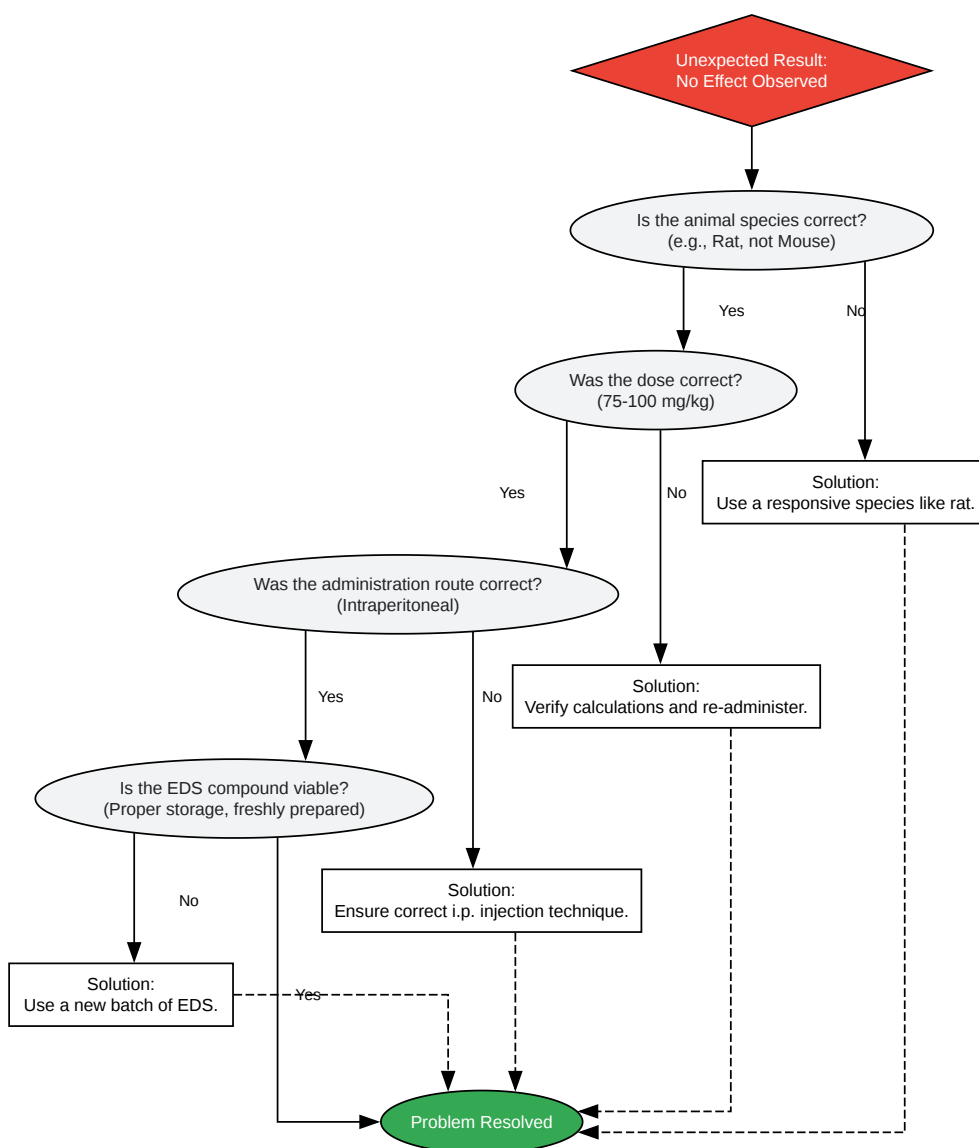 Unexpected Result:
No Effect Observed
Is the animal species correct?
(e.g., Rat, not Mouse)
Yes
No
Was the dose correct?
(75-100 mg/kg)
Yes
No
Solution:
Use a responsive species like rat.
Was the administration route correct?
(Intraperitoneal)
Yes
No
Solution:
Verify calculations and re-administer.
Is the EDS compound viable?
(Proper storage, freshly prepared)
No
Solution:
Ensure correct i.p. injection technique.
Solution:
Use a new batch of EDS.
Yes
Problem Resolved